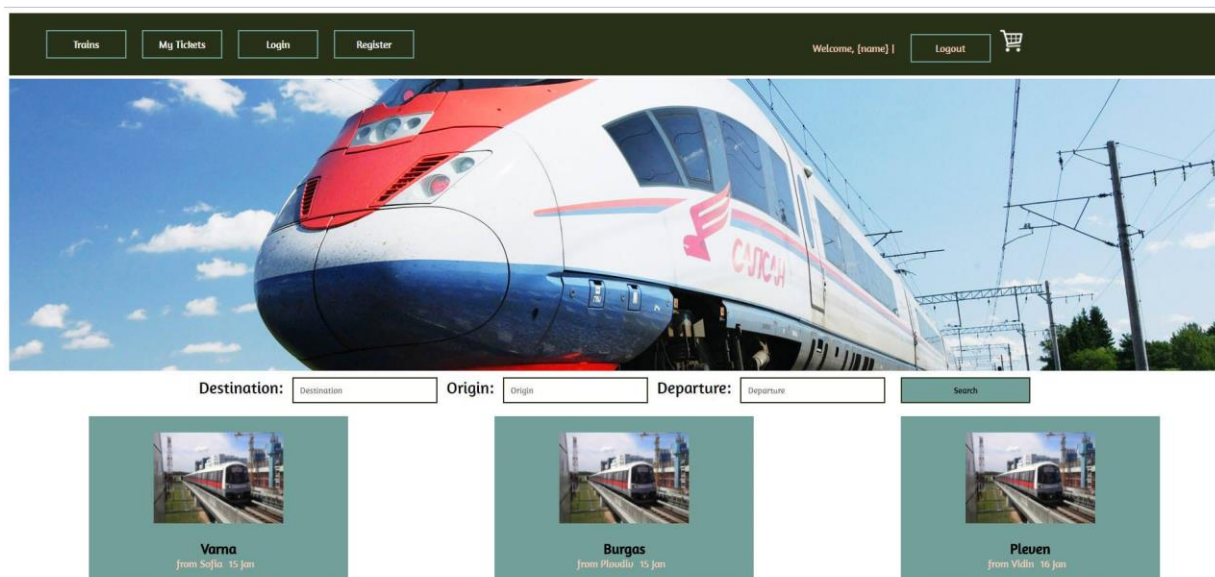 Trains My Tickets Login Register Welcome, {name} | Logout
САПСАН
Destination: Destination Origin: Origin Departure: Departure Search
Varna Burgas Pleven
from Sofia 15 Jan from Plovdiv 15 Jan from Vidin 16 Jan